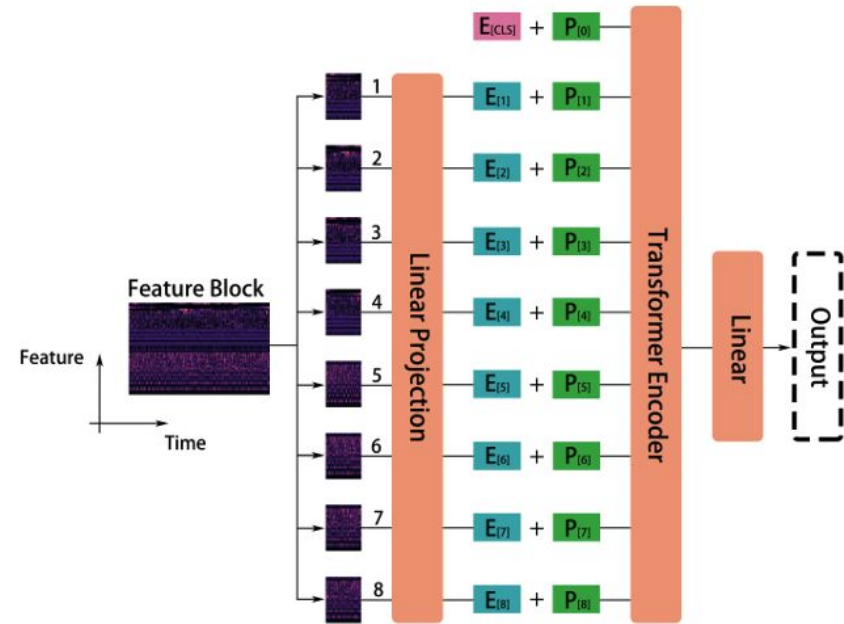 E[CLS] + P[0]
1 E[1] + P[1]
2 E[2] + P[2]
3 E[3] + P[3]
Feature Block
4 E[4] + P[4]
Feature
5 E[5] + P[5]
Time
6 E[6] + P[6]
7 E[7] + P[7]
8 E[8] + P[8]
Linear Projection
Transformer Encoder
Linear
Output